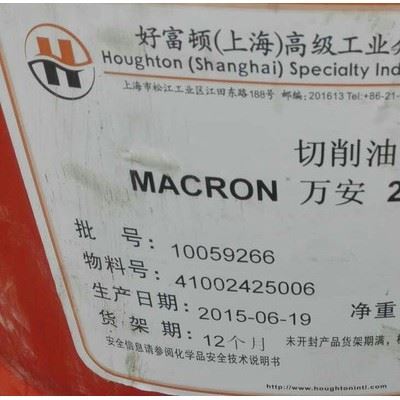 好富顿(上海)高级工业
Houghton (Shanghai) Specialty Ind
上海市松江工业区江田东路188号 邮编:201613 Tel:+86-21-
切削油
MACRON 万安 2
批 号: 10059266
物料号: 41002425006
生产日期: 2015-06-19 净重
货架期: 12个月 未开封产品货架期满,
安全信息请参阅化学品安全技术说明书
http://www.houghtonintl.com